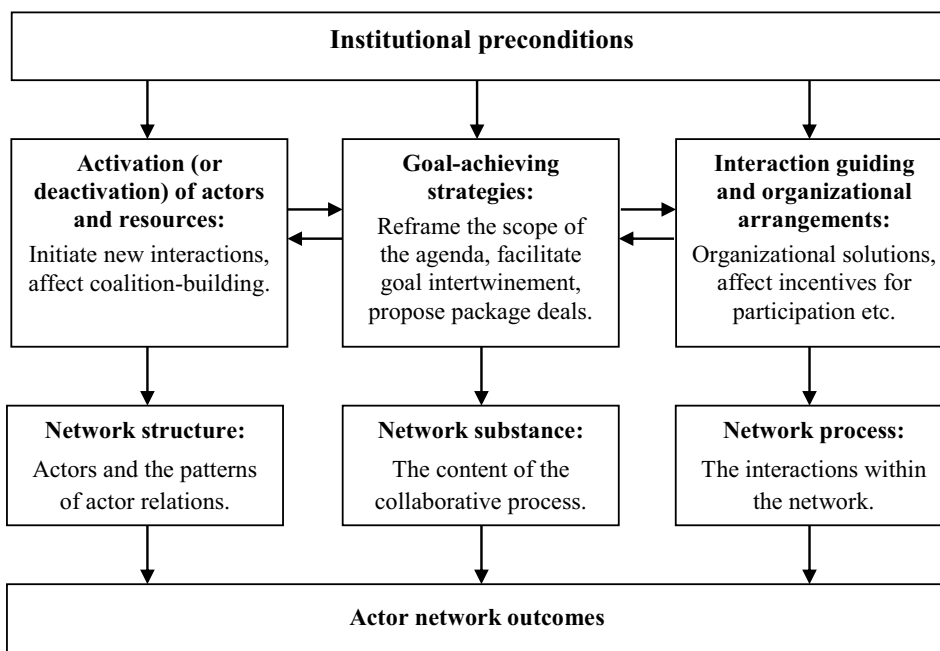 Institutional preconditions
Activation (or
deactivation) of actors
and resources:
Initiate new interactions,
affect coalition-building.
Goal-achieving
strategies:
Reframe the scope of
the agenda, facilitate
goal intertwinement,
propose package deals.
Interaction guiding
and organizational
arrangements:
Organizational solutions,
affect incentives for
participation etc.
Network structure:
Actors and the patterns
of actor relations.
Network substance:
The content of the
collaborative process.
Network process:
The interactions within
the network.
Actor network outcomes